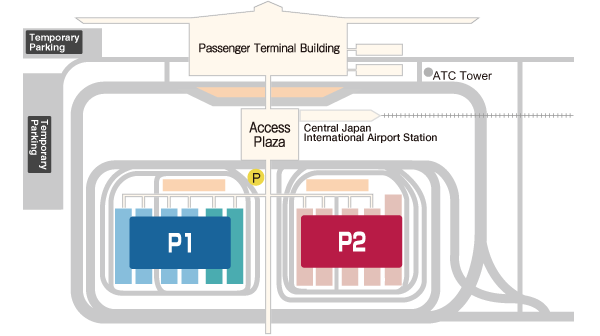 Temporary
Parking
Passenger Terminal Building
ATC Tower
Access
Plaza
Central Japan
International Airport Station
Temporary
Parking
P
P1
P2